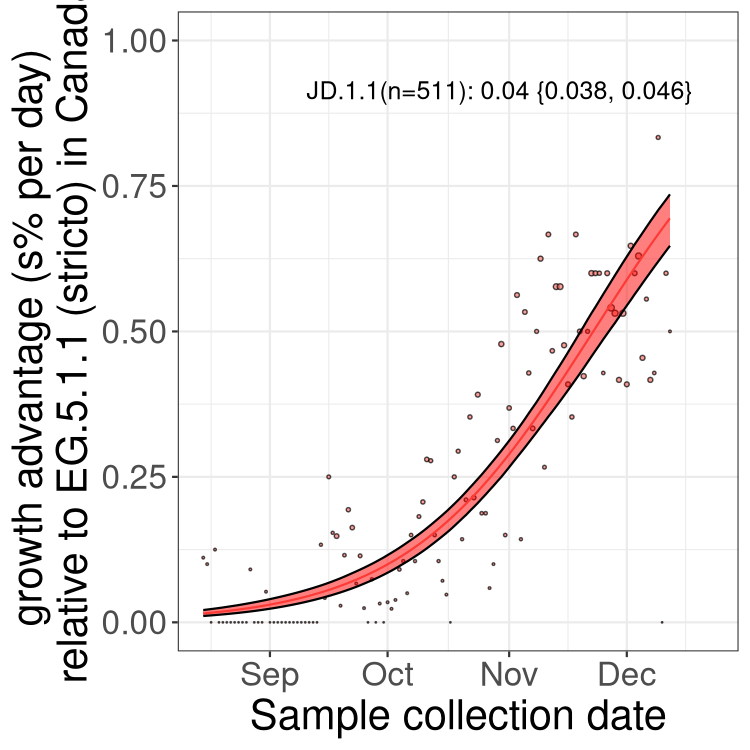 growth advantage (s% per day)
relative to EG.5.1.1 (stricto) in Canada
1.00
0.75
0.50
0.25
0.00
JD.1.1(n=511): 0.04 {0.038, 0.046}
Sep Oct Nov Dec
Sample collection date